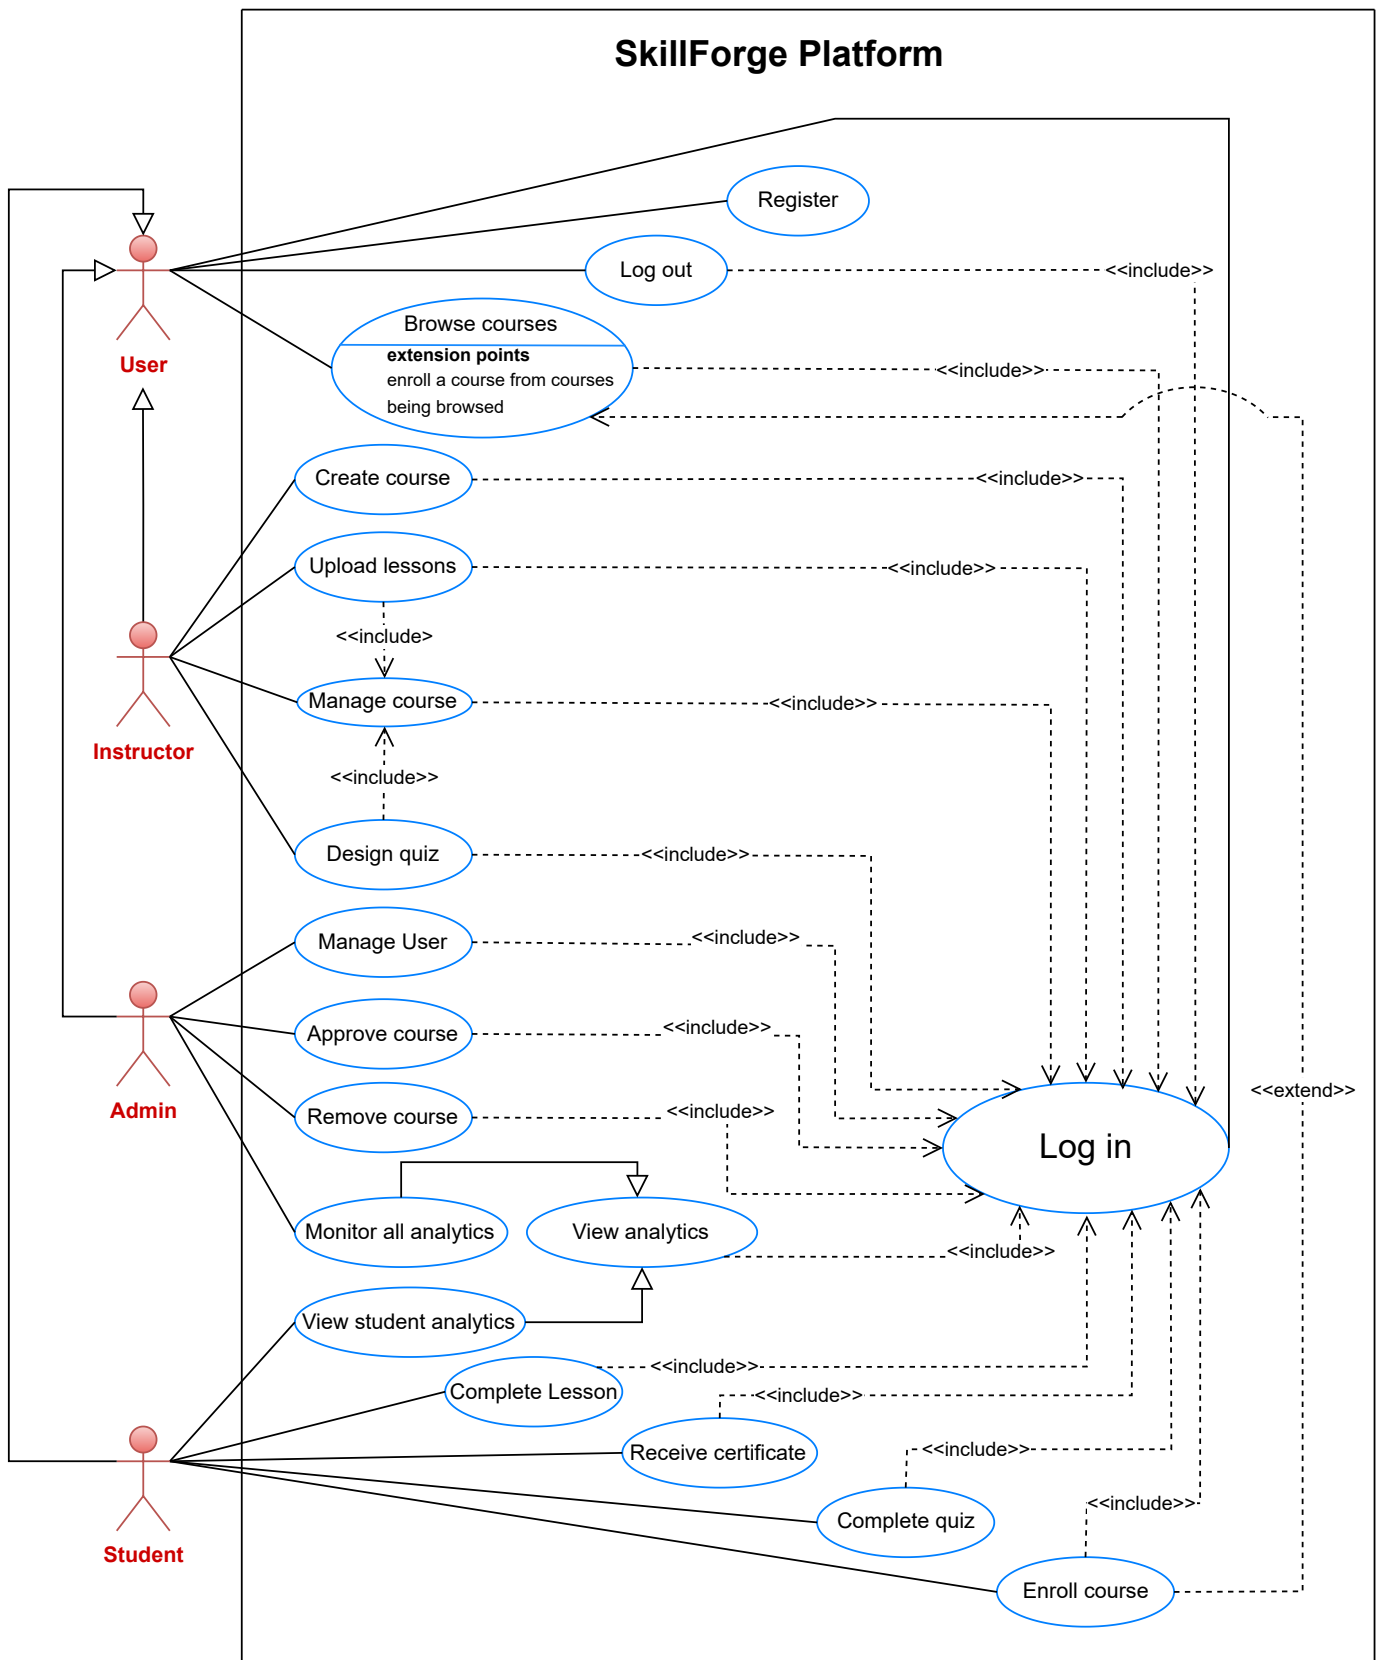 SkillForge Platform
Register
Log out
<<include>>
User
Browse courses
extension points
enroll a course from courses
being browsed
<<include>>
Create course
<<include>>
Upload lessons
<<include>>
<<include>
Instructor
Manage course
<<include>>
<<include>>
Design quiz
<<include>>
Manage User
<<include>>
Approve course
<<include>>
Admin
Remove course
<<include>>
<<extend>>
Log in
Monitor all analytics
View analytics
<<include>>
View student analytics
Complete Lesson
<<include>>
<<include>>
Receive certificate
<<include>>
Complete quiz
<<include>>
Student
Enroll course